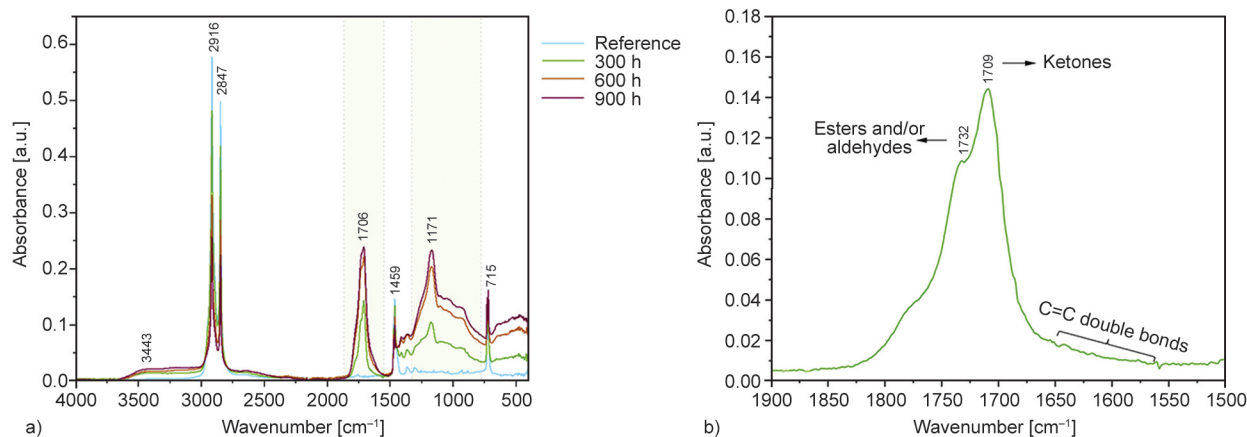 0.6
0.5
0.4
0.3
0.2
0.1
0.0
Absorbance [a.u.]
4000 3500 3000 2500 2000 1500 1000 500
Wavenumber [cm⁻¹]
a)
3443
2916
2847
1706
1459
1171
715
Reference
300 h
600 h
900 h
0.18
0.16
0.14
0.12
0.10
0.08
0.06
0.04
0.02
0.00
Absorbance [a.u.]
1900 1850 1800 1750 1700 1650 1600 1550 1500
Wavenumber [cm⁻¹]
b)
1709
Ketones
Esters and/or
aldehydes
1732
C=C double bonds